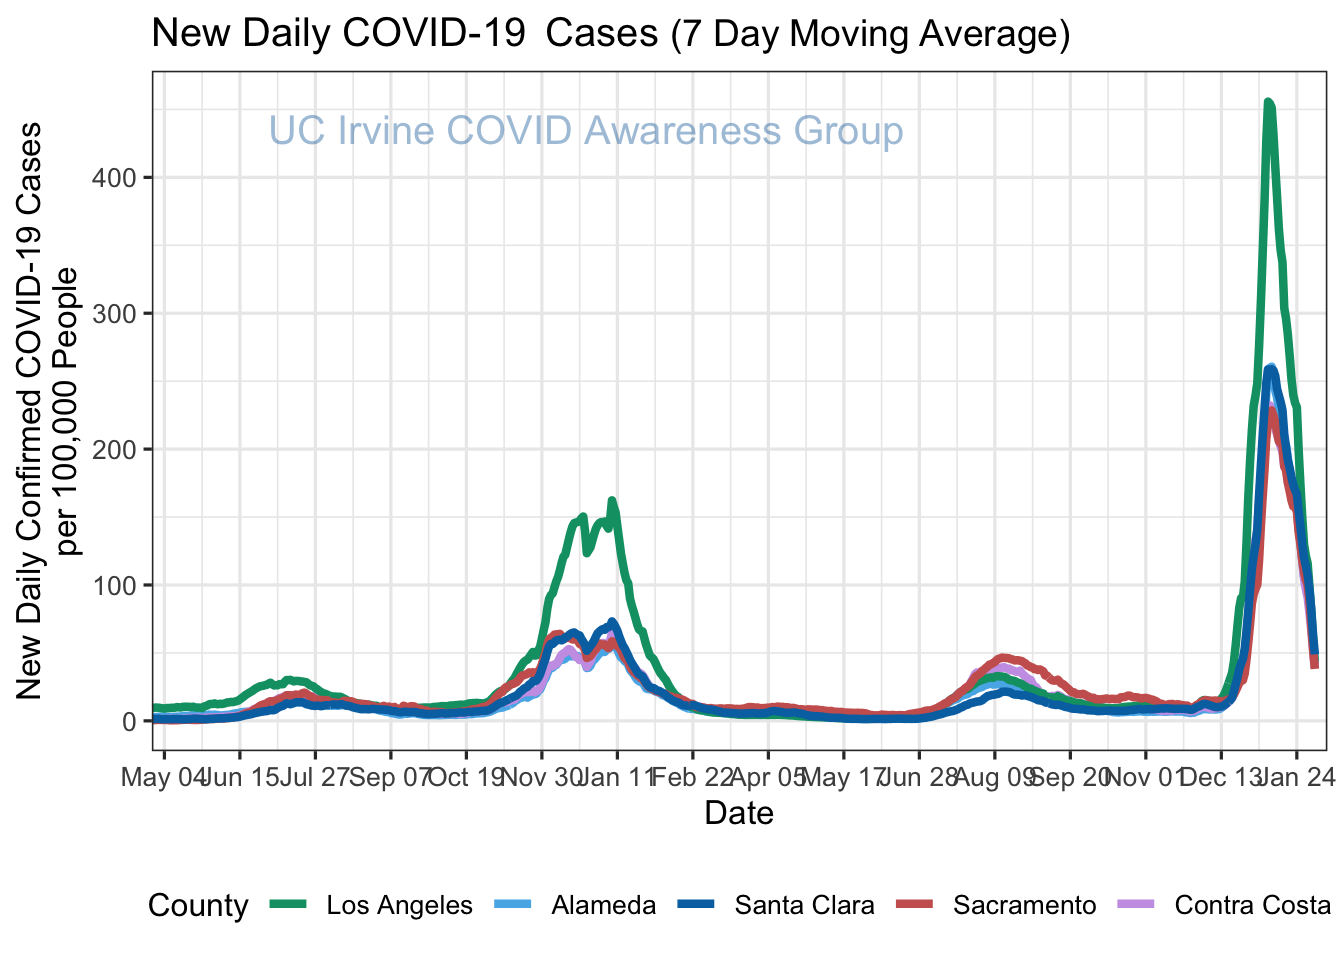 New Daily COVID-19  Cases (7 Day Moving Average)
UC Irvine COVID Awareness Group
New Daily Confirmed COVID-19 Cases
per 100,000 People
400
300
200
100
0
May 04 Jun 15 Jul 27 Sep 07 Oct 19 Nov 30 Jan 11 Feb 22 Apr 05 May 17 Jun 28 Aug 09 Sep 20 Nov 01 Dec 13 Jan 24
Date
County Los Angeles Alameda Santa Clara Sacramento Contra Costa